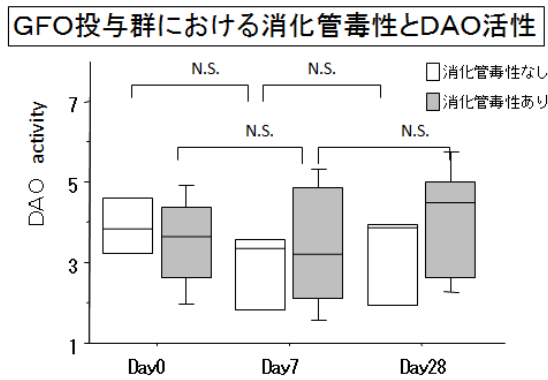 GFO投与群における消化管毒性とDAO活性
N.S.
N.S.
消化管毒性なし
消化管毒性あり
N.S.
N.S.
DAO activity
7
5
3
1
Day0
Day7
Day28